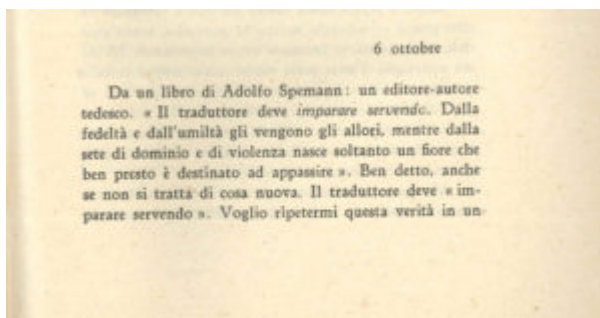 6 ottobre
Da un libro di Adolfo Spemann: un editore-autore
tedesco. « Il traduttore deve imparare servendo. Dalla
fedeltà e dall'umiltà gli vengono gli allori, mentre dalla
sete di dominio e di violenza nasce soltanto un fiore che
ben presto è destinato ad appassire ». Ben detto, anche
se non si tratta di cosa nuova. Il traduttore deve « im-
parare servendo ». Voglio ripetermi questa verità in un